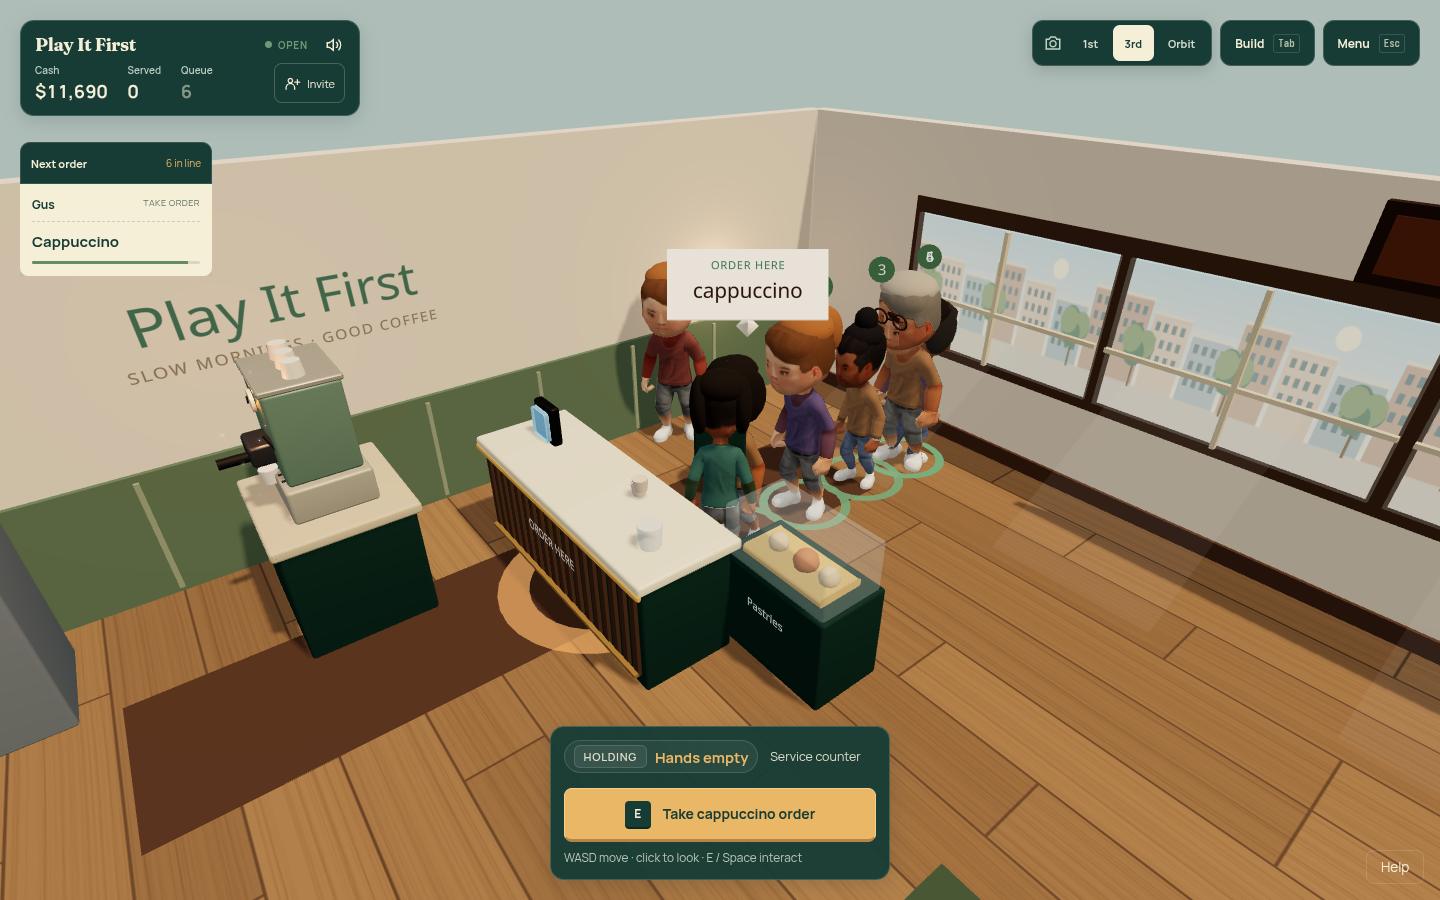 Play It First
OPEN
Cash
Served
Queue
$11,690
0
6
Invite
1st
3rd
Orbit
Build
Tab
Menu
Esc
Next order
6 in line
Gus
TAKE ORDER
Cappuccino
Play It First
SLOW MORNINGS · GOOD COFFEE
ORDER HERE
cappuccino
3
ORDER HERE
Pastries
HOLDING
Hands empty
Service counter
E
Take cappuccino order
WASD move · click to look · E / Space interact
Help